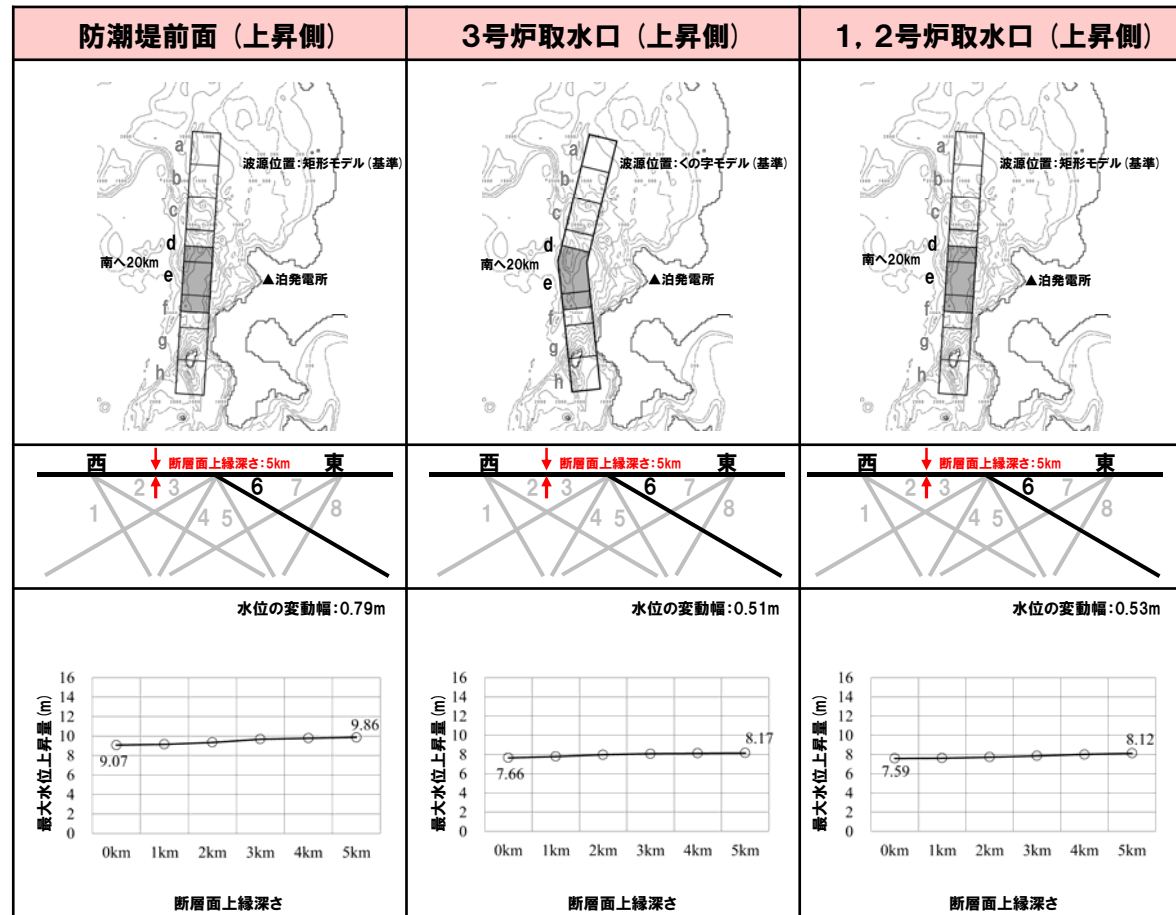 防潮堤前面（上昇側）
3号炉取水口（上昇側）
1，2号炉取水口（上昇側）
a
波源位置：矩形モデル（基準）
b
c
d
南へ20km
e
▲泊発電所
f
g
h
a
波源位置：くの字モデル（基準）
b
c
d
e
▲泊発電所
f
g
h
a
波源位置：矩形モデル（基準）
b
c
d
南へ20km
e
▲泊発電所
f
g
h
西 断層面上縁深さ：5km 東
1 2 3 4 5 6 7 8
西 断層面上縁深さ：5km 東
1 2 3 4 5 6 7 8
西 断層面上縁深さ：5km 東
1 2 3 4 5 6 7 8
水位の変動幅：0.79m
最大水位上昇量（m）
16
14
12
10
8
6
4
2
0
9.07
9.86
0km 1km 2km 3km 4km 5km
断層面上縁深さ
水位の変動幅：0.51m
最大水位上昇量（m）
16
14
12
10
8
6
4
2
0
7.66
8.17
0km 1km 2km 3km 4km 5km
断層面上縁深さ
水位の変動幅：0.53m
最大水位上昇量（m）
16
14
12
10
8
6
4
2
0
7.59
8.12
0km 1km 2km 3km 4km 5km
断層面上縁深さ